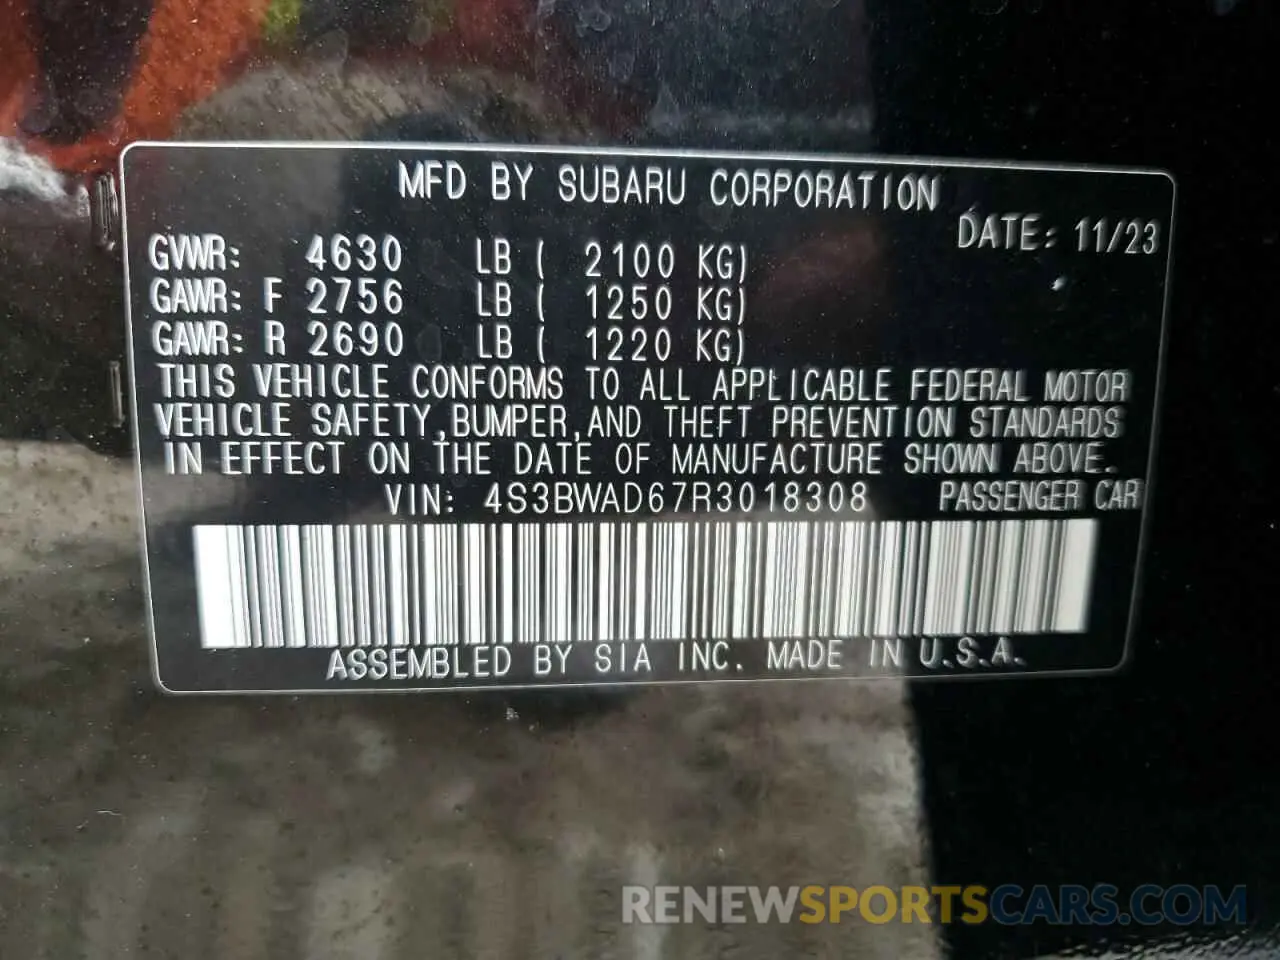 MFD BY SUBARU CORPORATION
DATE: 11/23
GVWR: 4630 LB ( 2100 KG)
GAWR: F 2756 LB ( 1250 KG)
GAWR: R 2690 LB ( 1220 KG)
THIS VEHICLE CONFORMS TO ALL APPLICABLE FEDERAL MOTOR
VEHICLE SAFETY,BUMPER,AND THEFT PREVENTION STANDARDS
IN EFFECT ON THE DATE OF MANUFACTURE SHOWN ABOVE.
VIN: 4S3BWAD67R3018308 PASSENGER CAR
ASSEMBLED BY SIA INC. MADE IN U.S.A.
RENEWSPORTSCARS.COM